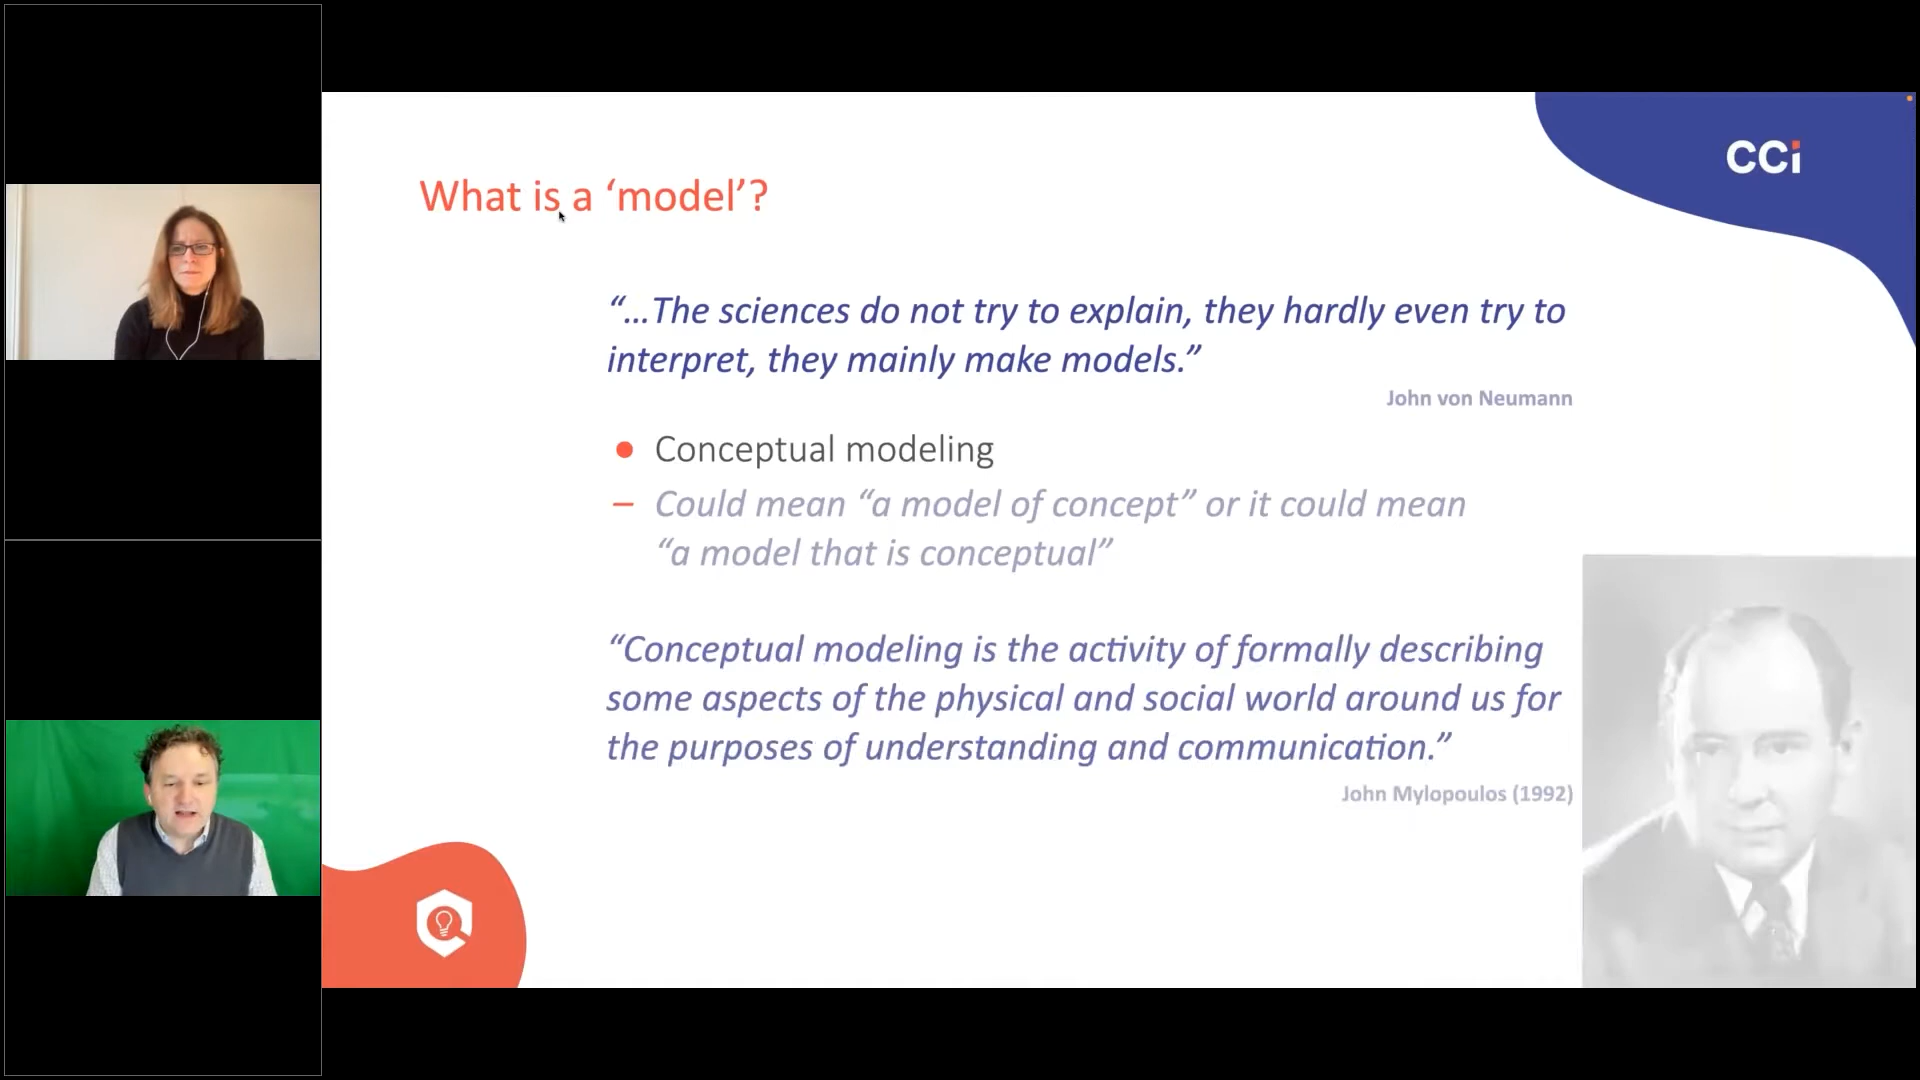 CCi
What is a ‘model’?
“…The sciences do not try to explain, they hardly even try to
interpret, they mainly make models.”
John von Neumann
● Conceptual modeling
– Could mean “a model of concept” or it could mean
“a model that is conceptual”
“Conceptual modeling is the activity of formally describing
some aspects of the physical and social world around us for
the purposes of understanding and communication.”
John Mylopoulos (1992)